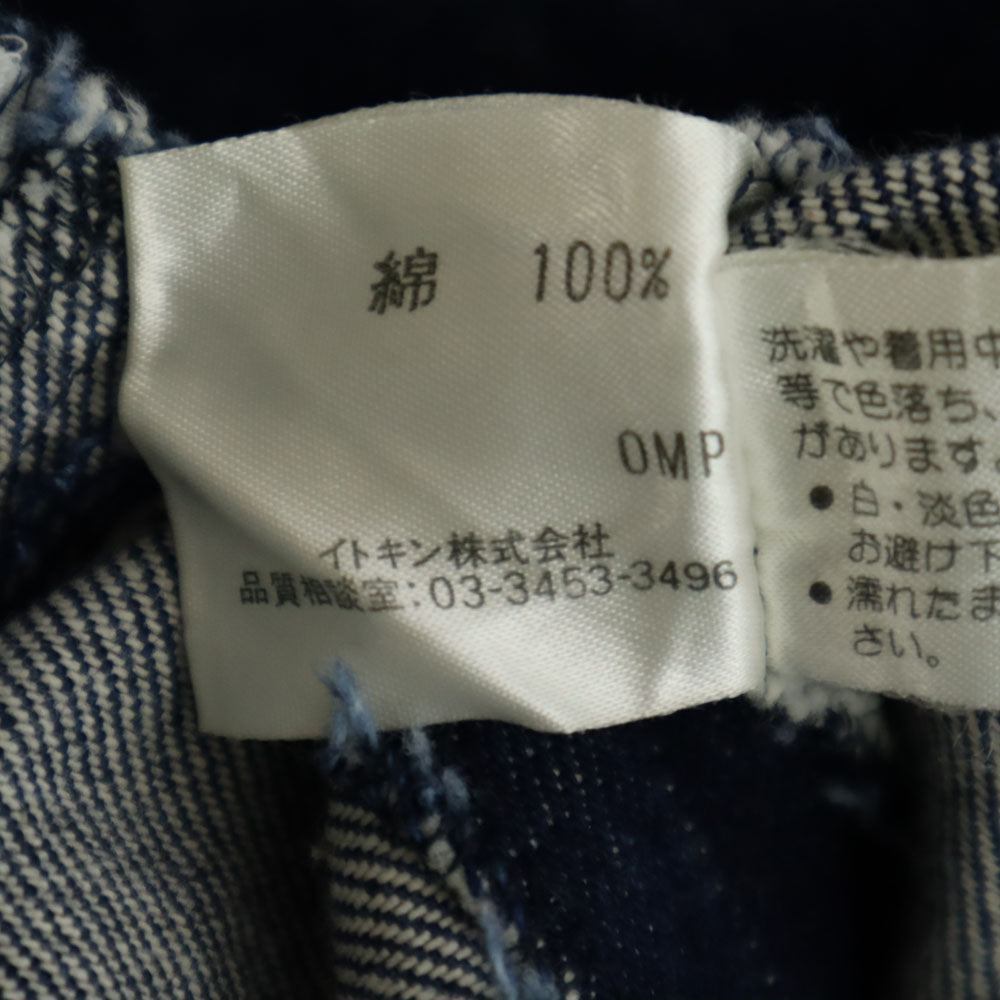 綿 100%
OMP
イトキン株式会社
品質相談室:03-3453-3496
洗濯や着用中
等で色落ち、
があります。
●白・淡色
お避け下
●濡れたま
さい。